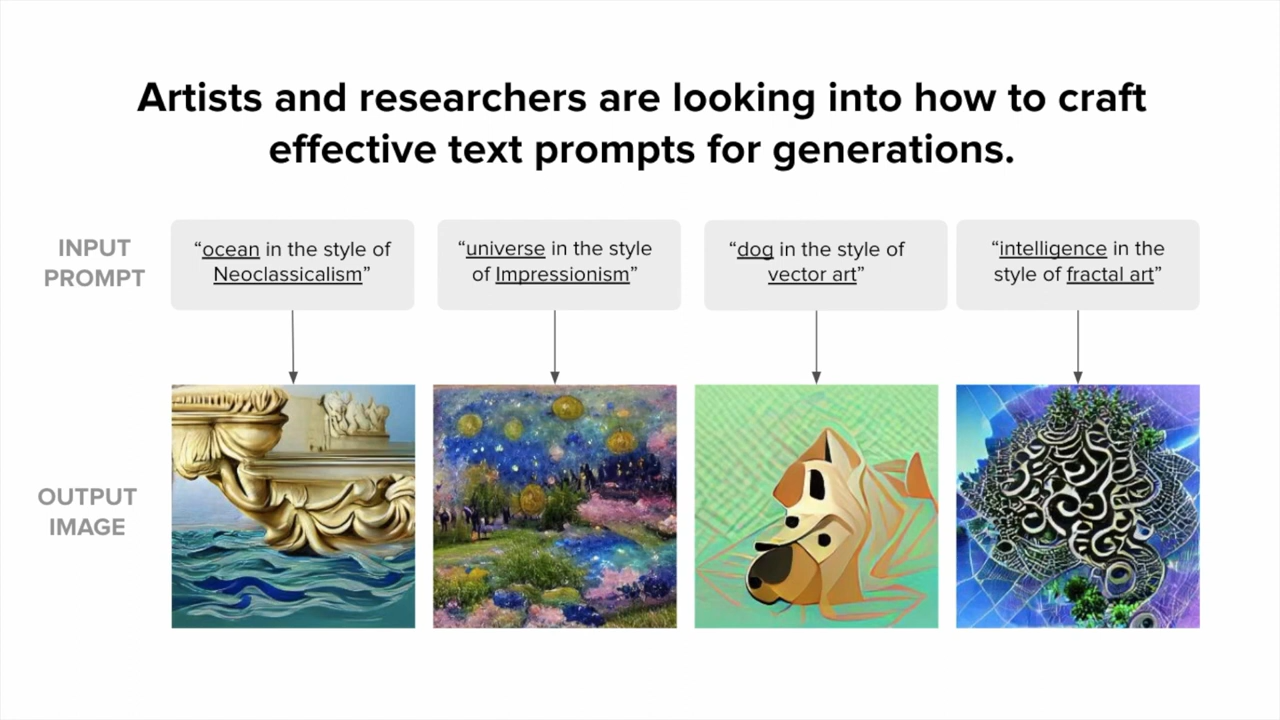 Artists and researchers are looking into how to craft
effective text prompts for generations.
INPUT
PROMPT
“ocean in the style of
Neoclassicalism”
“universe in the style
of Impressionism”
“dog in the style of
vector art”
“intelligence in the
style of fractal art”
OUTPUT
IMAGE